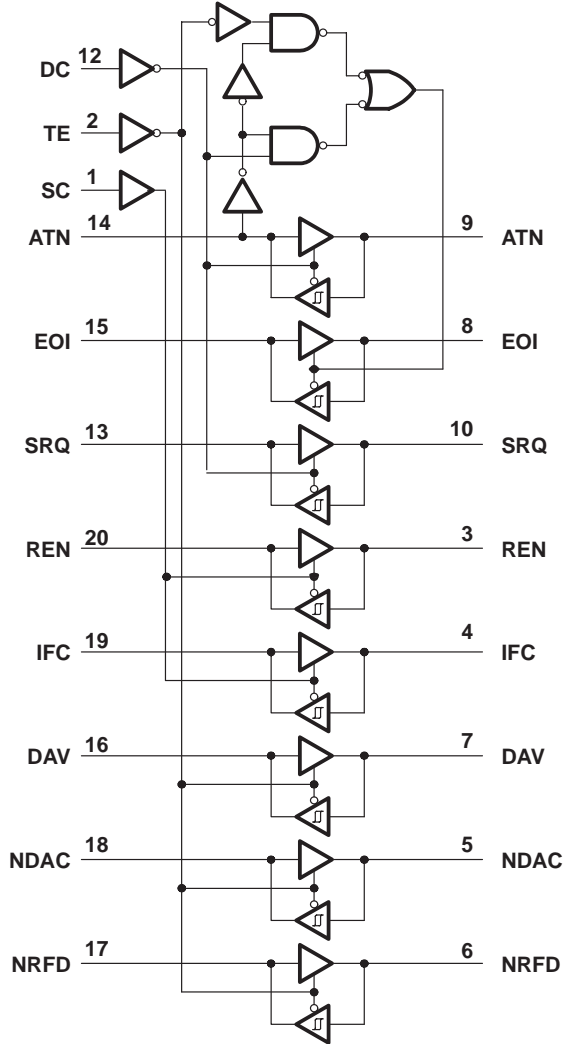 DC 12
TE 2
SC 1
ATN 14 9 ATN
EOI 15 8 EOI
SRQ 13 10 SRQ
REN 20 3 REN
IFC 19 4 IFC
DAV 16 7 DAV
NDAC 18 5 NDAC
NRFD 17 6 NRFD